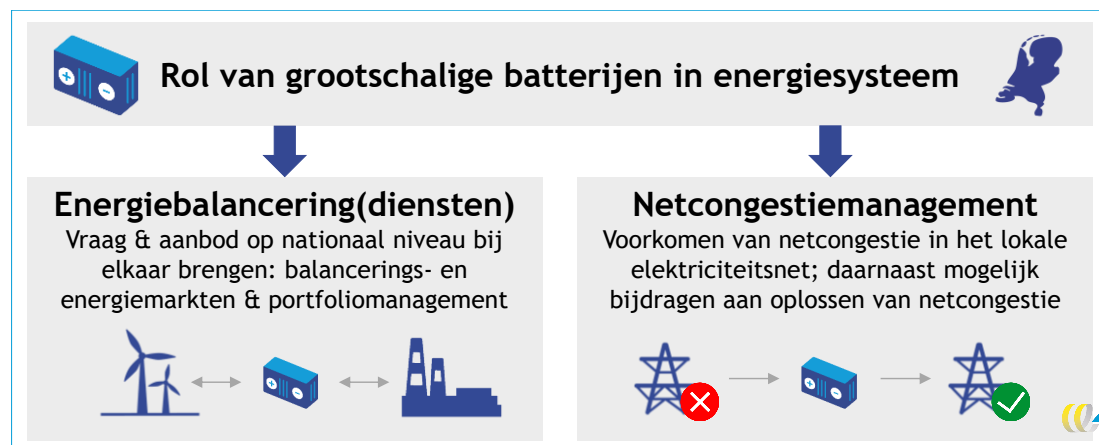 Rol van grootschalige batterijen in energiesysteem
Energiebalancering(diensten)
Vraag & aanbod op nationaal niveau bij
elkaar brengen: balancerings- en
energiemarkten & portfoliomanagement
Netcongestiemanagement
Voorkomen van netcongestie in het lokale
elektriciteitsnet; daarnaast mogelijk
bijdragen aan oplossen van netcongestie